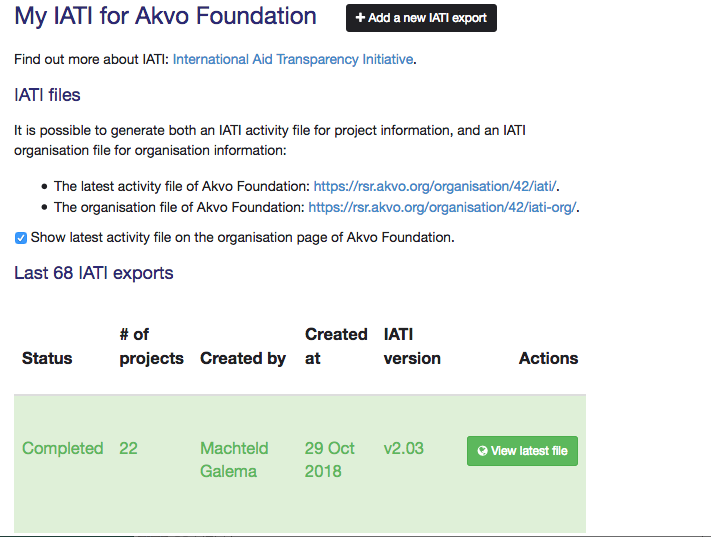 My IATI for Akvo Foundation
+ Add a new IATI export
Find out more about IATI: International Aid Transparency Initiative.
IATI files
It is possible to generate both an IATI activity file for project information, and an IATI
organisation file for organisation information:
• The latest activity file of Akvo Foundation: https://rsr.akvo.org/organisation/42/iati/.
• The organisation file of Akvo Foundation: https://rsr.akvo.org/organisation/42/iati-org/.
Show latest activity file on the organisation page of Akvo Foundation.
Last 68 IATI exports
# of Created IATI
Status projects Created by at version Actions
Completed 22 Machteld 29 Oct v2.03 View latest file
Galema 2018